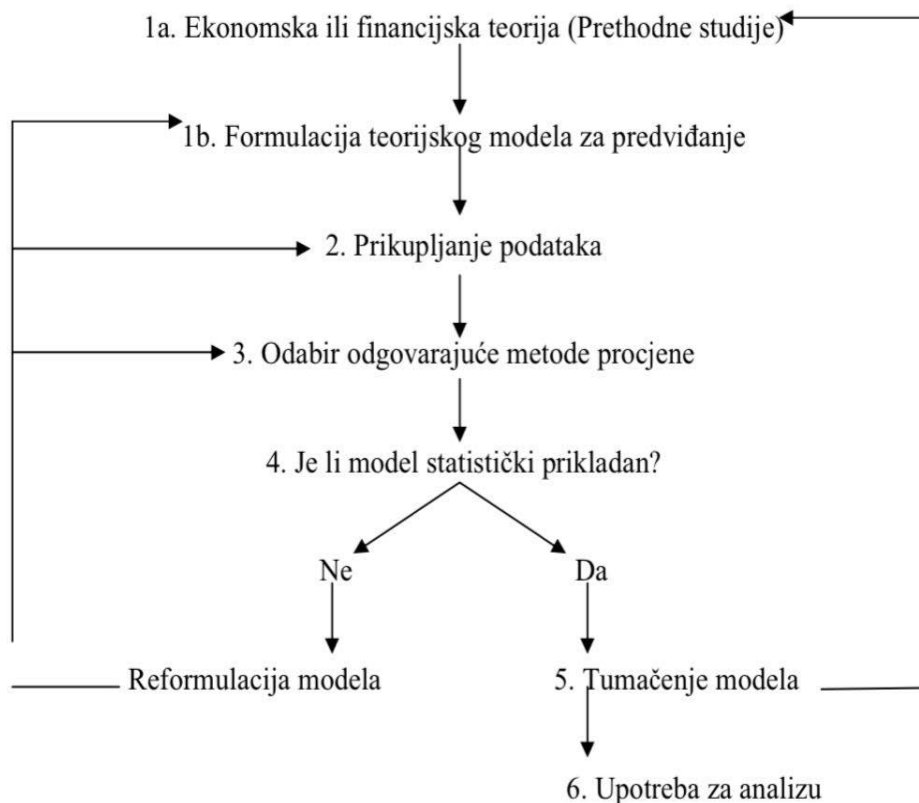 1a. Ekonomska ili financijska teorija (Prethodne studije)
1b. Formulacija teorijskog modela za predviđanje
2. Prikupljanje podataka
3. Odabir odgovarajuće metode procjene
4. Je li model statistički prikladan?
Ne
Da
Reformulacija modela
5. Tumačenje modela
6. Upotreba za analizu